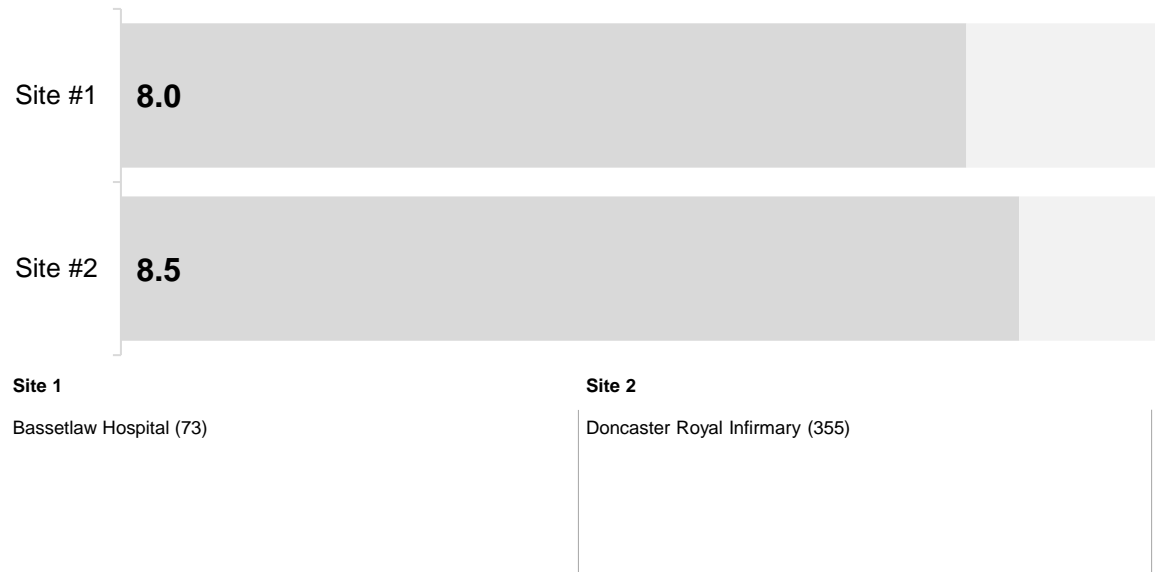 Site #1
8.0
Site #2
8.5
Site 1
Site 2
Bassetlaw Hospital (73)
Doncaster Royal Infirmary (355)